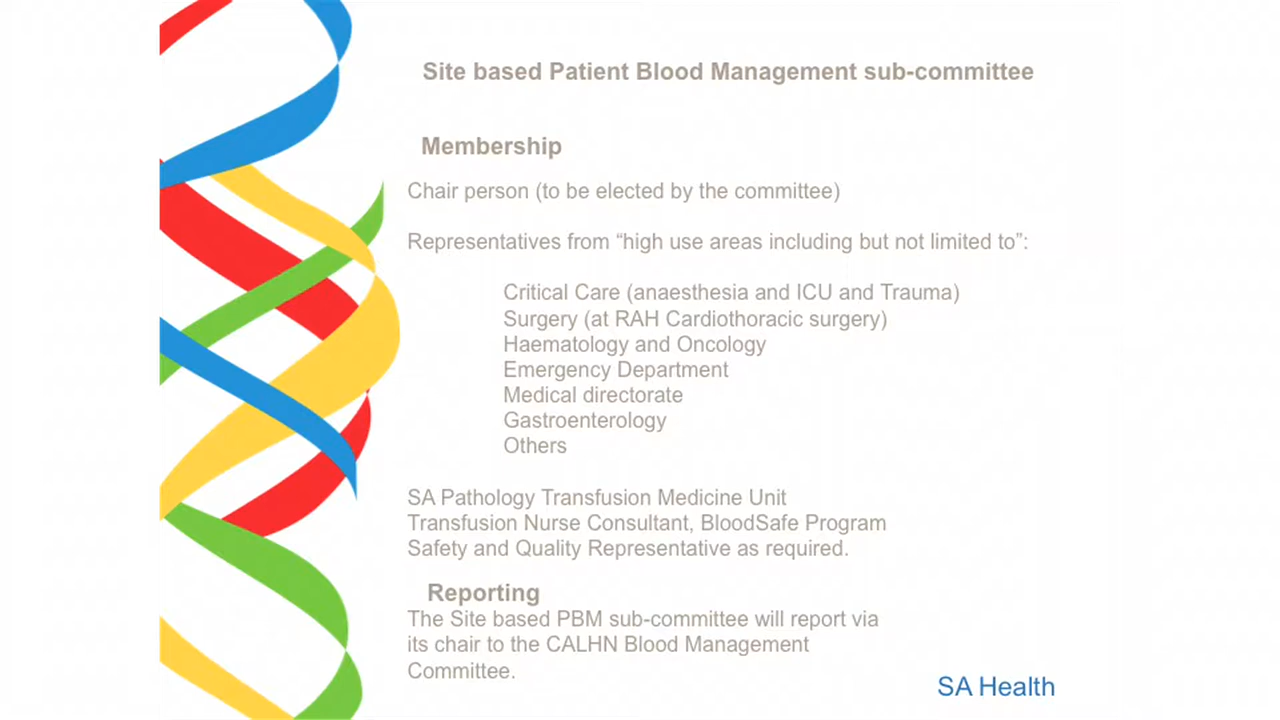 Site based Patient Blood Management sub-committee
Membership
Chair person (to be elected by the committee)
Representatives from “high use areas including but not limited to”:
Critical Care (anaesthesia and ICU and Trauma)
Surgery (at RAH Cardiothoracic surgery)
Haematology and Oncology
Emergency Department
Medical directorate
Gastroenterology
Others
SA Pathology Transfusion Medicine Unit
Transfusion Nurse Consultant, BloodSafe Program
Safety and Quality Representative as required.
Reporting
The Site based PBM sub-committee will report via
its chair to the CALHN Blood Management
Committee.
SA Health